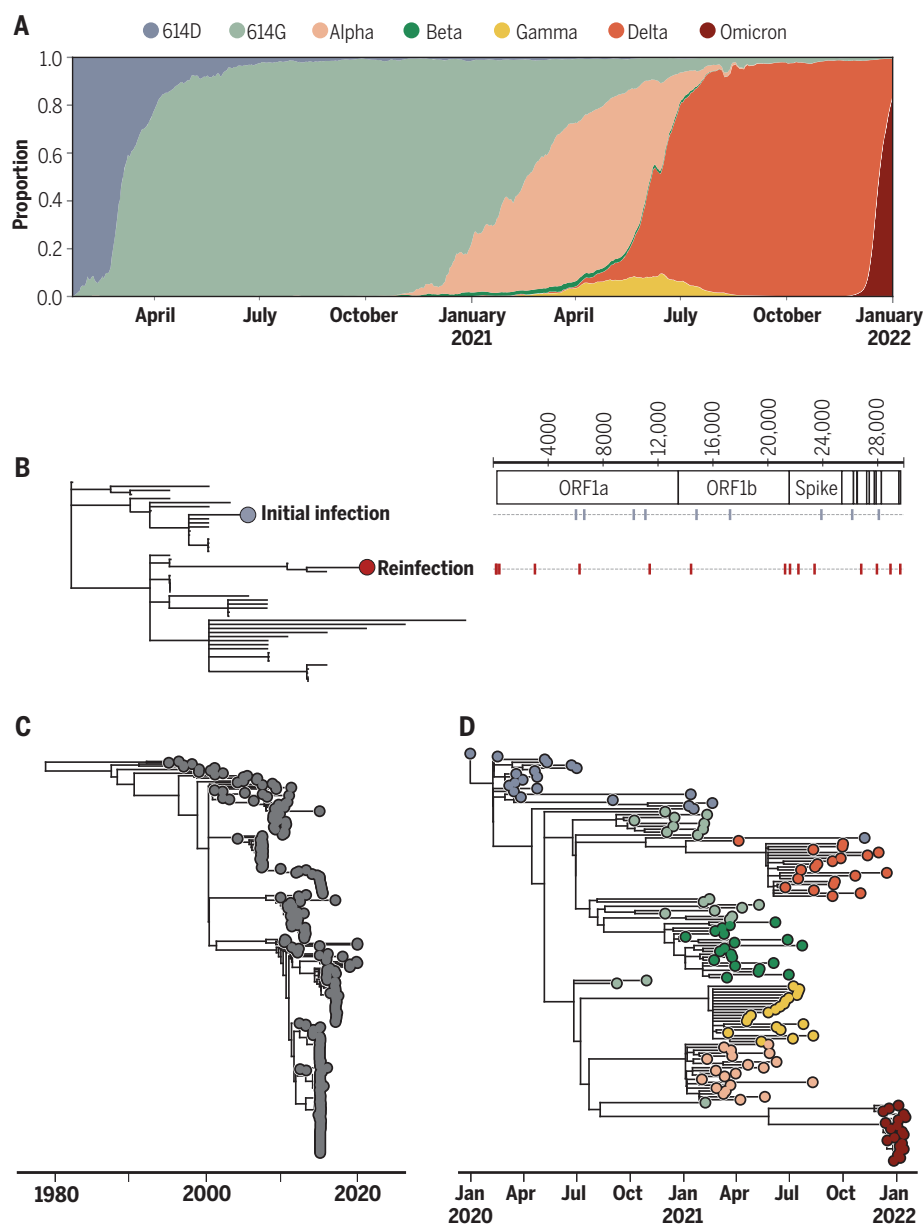 A
614D 614G Alpha Beta Gamma Delta Omicron
1.0
0.8
0.6
0.4
0.2
0.0
Proportion
April July October January April July October January
2021 2022
B
Initial infection
Reinfection
4000 8000 12,000 16,000 20,000 24,000 28,000
ORF1a ORF1b Spike
C
1980 2000 2020
D
Jan Apr Jul Oct Jan Apr Jul Oct Jan
2020 2021 2022